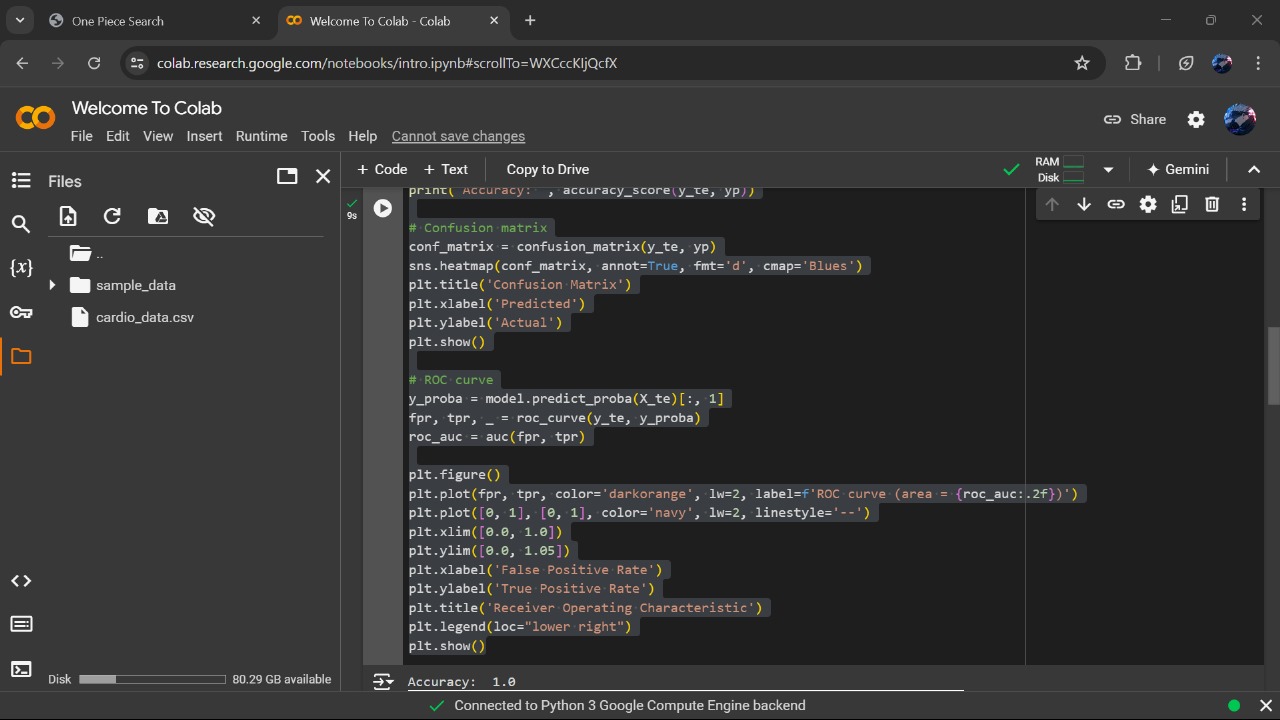 One Piece Search
Welcome To Colab - Colab
colab.research.google.com/notebooks/intro.ipynb#scrollTo=WXCccKIjQcfX
Welcome To Colab
File Edit View Insert Runtime Tools Help Cannot save changes
Share
Files
+ Code + Text Copy to Drive
RAM
Disk
Gemini
..
sample_data
cardio_data.csv
Disk 80.29 GB available
9s
print("Accuracy: ", accuracy_score(y_te, yp))
# Confusion matrix
conf_matrix = confusion_matrix(y_te, yp)
sns.heatmap(conf_matrix, annot=True, fmt='d', cmap='Blues')
plt.title('Confusion Matrix')
plt.xlabel('Predicted')
plt.ylabel('Actual')
plt.show()
# ROC curve
y_proba = model.predict_proba(X_te)[:, 1]
fpr, tpr, _ = roc_curve(y_te, y_proba)
roc_auc = auc(fpr, tpr)
plt.figure()
plt.plot(fpr, tpr, color='darkorange', lw=2, label=f'ROC curve (area = {roc_auc:.2f})')
plt.plot([0, 1], [0, 1], color='navy', lw=2, linestyle='--')
plt.xlim([0.0, 1.0])
plt.ylim([0.0, 1.05])
plt.xlabel('False Positive Rate')
plt.ylabel('True Positive Rate')
plt.title('Receiver Operating Characteristic')
plt.legend(loc="lower right")
plt.show()
Accuracy: 1.0
Connected to Python 3 Google Compute Engine backend